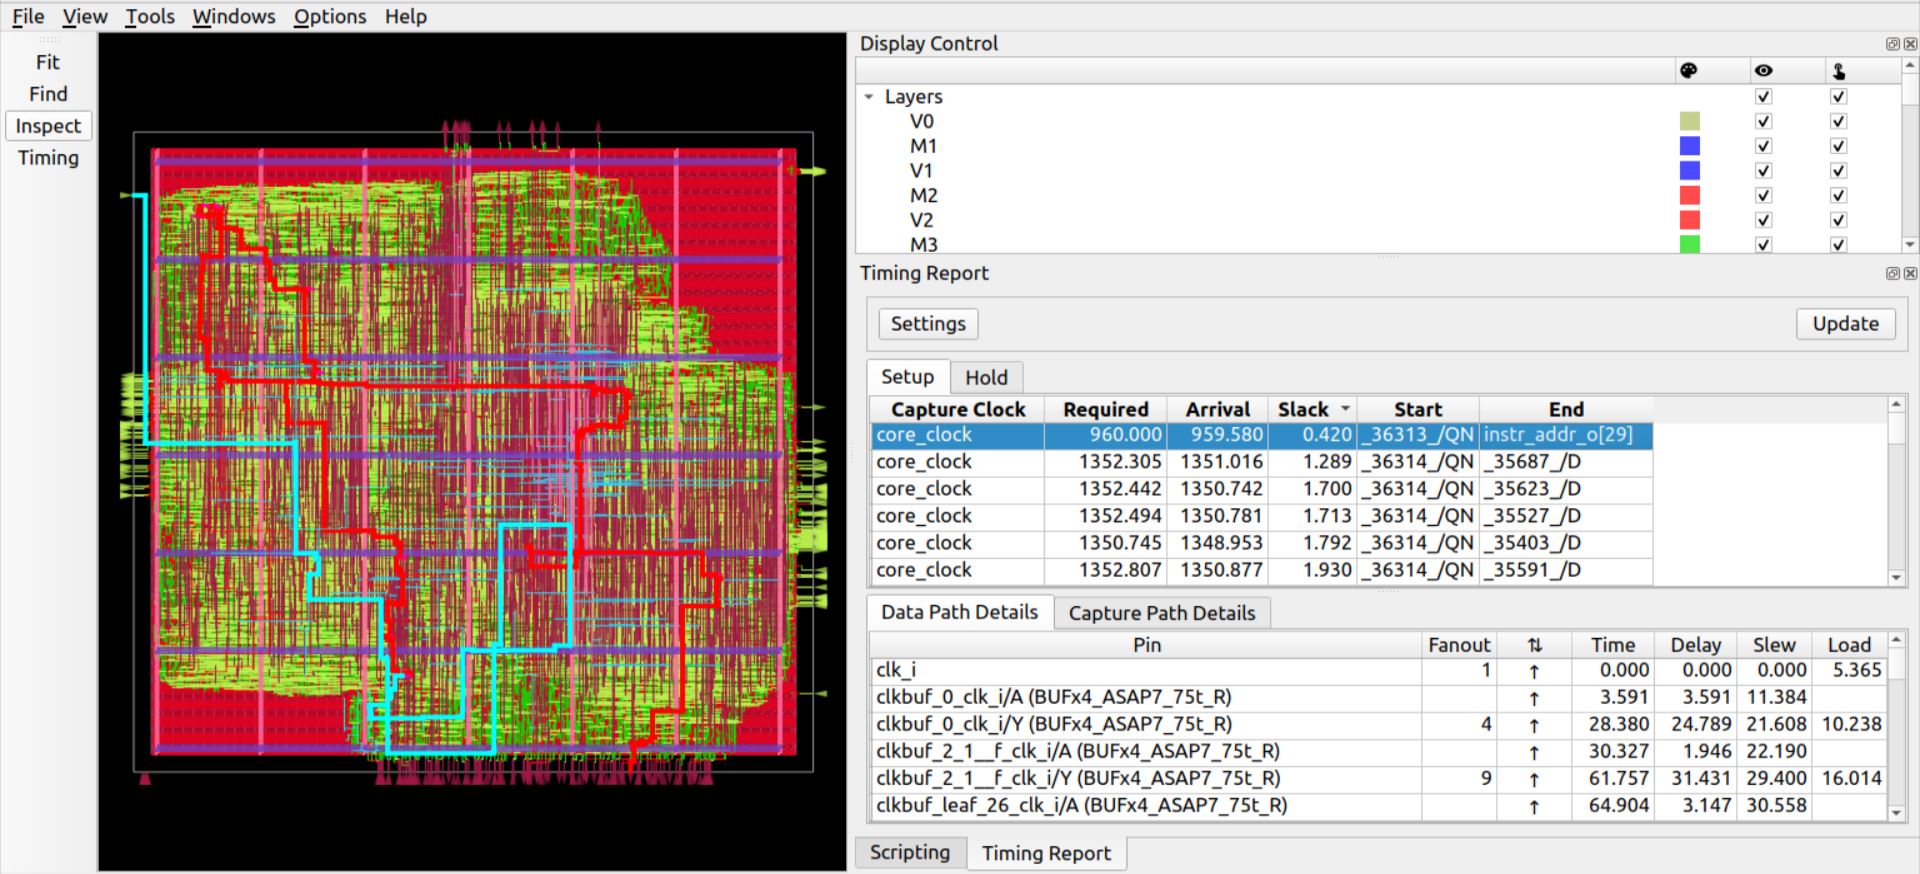 File View Tools Windows Options Help
Fit
Find
Inspect
Timing
Display Control
Layers
V0
M1
V1
M2
V2
M3
Timing Report
Settings Update
Setup Hold
Capture Clock Required Arrival Slack Start End
core_clock 960.000 959.580 0.420 _36313_/QN instr_addr_o[29]
core_clock 1352.305 1351.016 1.289 _36314_/QN _35687_/D
core_clock 1352.442 1350.742 1.700 _36314_/QN _35623_/D
core_clock 1352.494 1350.781 1.713 _36314_/QN _35527_/D
core_clock 1350.745 1348.953 1.792 _36314_/QN _35403_/D
core_clock 1352.807 1350.877 1.930 _36314_/QN _35591_/D
Data Path Details Capture Path Details
Pin Fanout ⇅ Time Delay Slew Load
clk_i 1 ↑ 0.000 0.000 0.000 5.365
clkbuf_0_clk_i/A (BUFx4_ASAP7_75t_R) ↑ 3.591 3.591 11.384
clkbuf_0_clk_i/Y (BUFx4_ASAP7_75t_R) 4 ↑ 28.380 24.789 21.608 10.238
clkbuf_2_1__f_clk_i/A (BUFx4_ASAP7_75t_R) ↑ 30.327 1.946 22.190
clkbuf_2_1__f_clk_i/Y (BUFx4_ASAP7_75t_R) 9 ↑ 61.757 31.431 29.400 16.014
clkbuf_leaf_26_clk_i/A (BUFx4_ASAP7_75t_R) ↑ 64.904 3.147 30.558
Scripting Timing Report